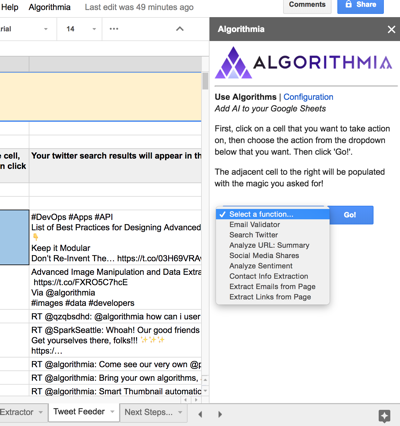 Help Algorithmia Last edit was 49 minutes ago
Comments
Share
rial 14
cell,
n click
Your twitter search results will appear in th
#DevOps #Apps #API
List of Best Practices for Designing Advanced
👇
Keep it Modular
Don't Re-Invent The… https://t.co/03H69VRA
Advanced Image Manipulation and Data Extra
https://t.co/FXRO5C7hcE
Via @algorithmia
#images #data #developers
RT @qzqbsdhd: @algorithmia how can i user
RT @SparkSeattle: Whoah! Our good friends
Get yourselves there, folks!!! ✨✨✨
https:/…
RT @algorithmia: Come see our very own @p
RT @algorithmia: Bring your own algorithms,
RT @algorithmia: Smart Thumbnail automatic
Extractor
Tweet Feeder
Next Steps...
Algorithmia
ALGORITHMIA
Use Algorithms | Configuration
Add AI to your Google Sheets
First, click on a cell that you want to take action
on, then choose the action from the dropdown
below that you want. Then click 'Go!'.
The adjacent cell to the right will be populated
with the magic you asked for!
✓ Select a function...
Go!
Email Validator
Search Twitter
Analyze URL: Summary
Social Media Shares
Analyze Sentiment
Contact Info Extraction
Extract Emails from Page
Extract Links from Page